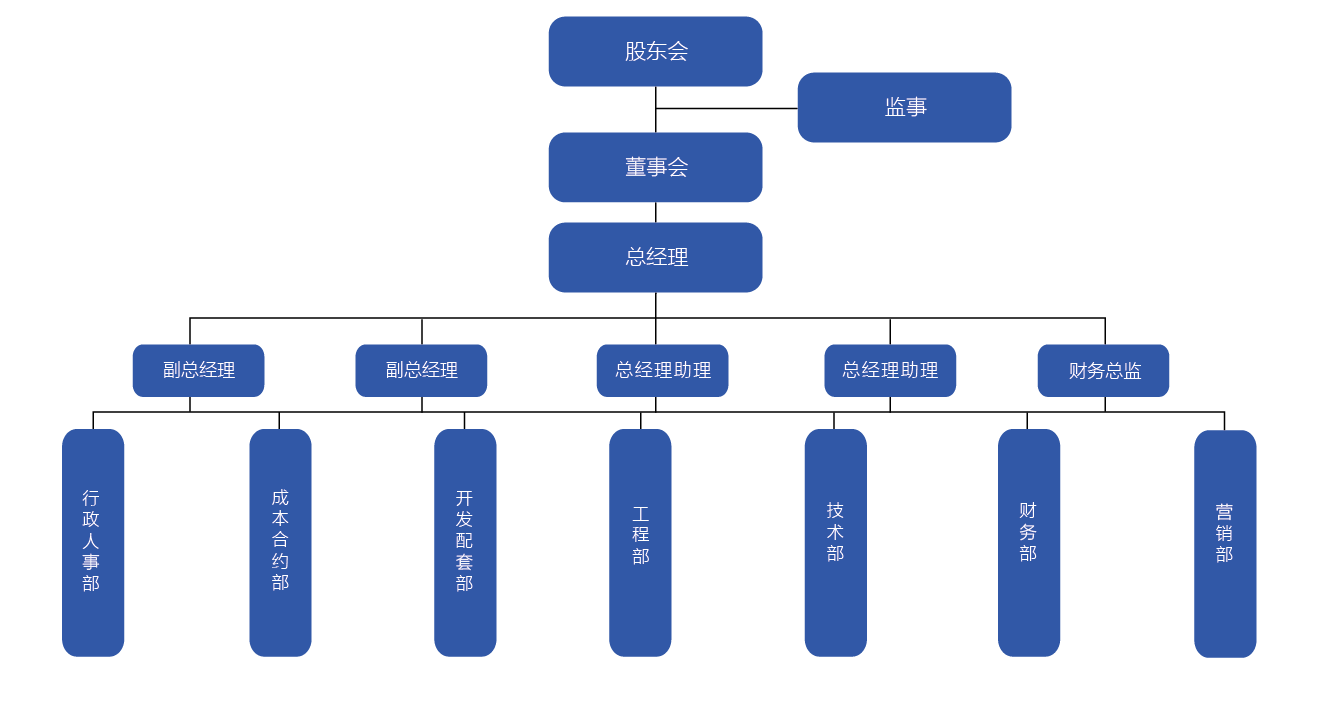 股东会
监事
董事会
总经理
副总经理
副总经理
总经理助理
总经理助理
财务总监
行政人事部
成本合约部
开发配套部
工程部
技术部
财务部
营销部